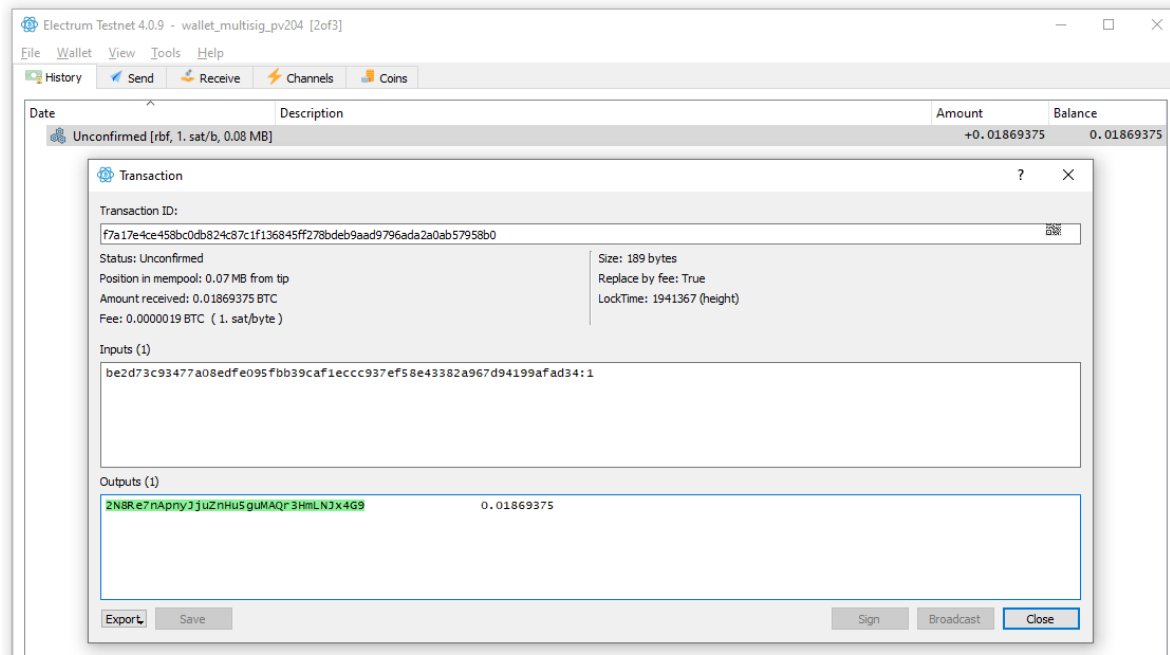 Electrum Testnet 4.0.9 - wallet_multisig_pv204 [2of3]
File Wallet View Tools Help
History Send Receive Channels Coins
Date Description Amount Balance
Unconfirmed [rbf, 1. sat/b, 0.08 MB] +0.01869375 0.01869375
Transaction ?
Transaction ID:
f7a17e4ce458bc0db824c87c1f136845ff278bdeb9aad9796ada2a0ab57958b0
Status: Unconfirmed Size: 189 bytes
Position in mempool: 0.07 MB from tip Replace by fee: True
Amount received: 0.01869375 BTC LockTime: 1941367 (height)
Fee: 0.0000019 BTC ( 1. sat/byte )
Inputs (1)
be2d73c93477a08edfe095fbb39caf1eccc937ef58e43382a967d94199afad34:1
Outputs (1)
2N8Re7nApnyJjuZnHu5guMAQr3HmLNJx4G9 0.01869375
Export Save Sign Broadcast Close